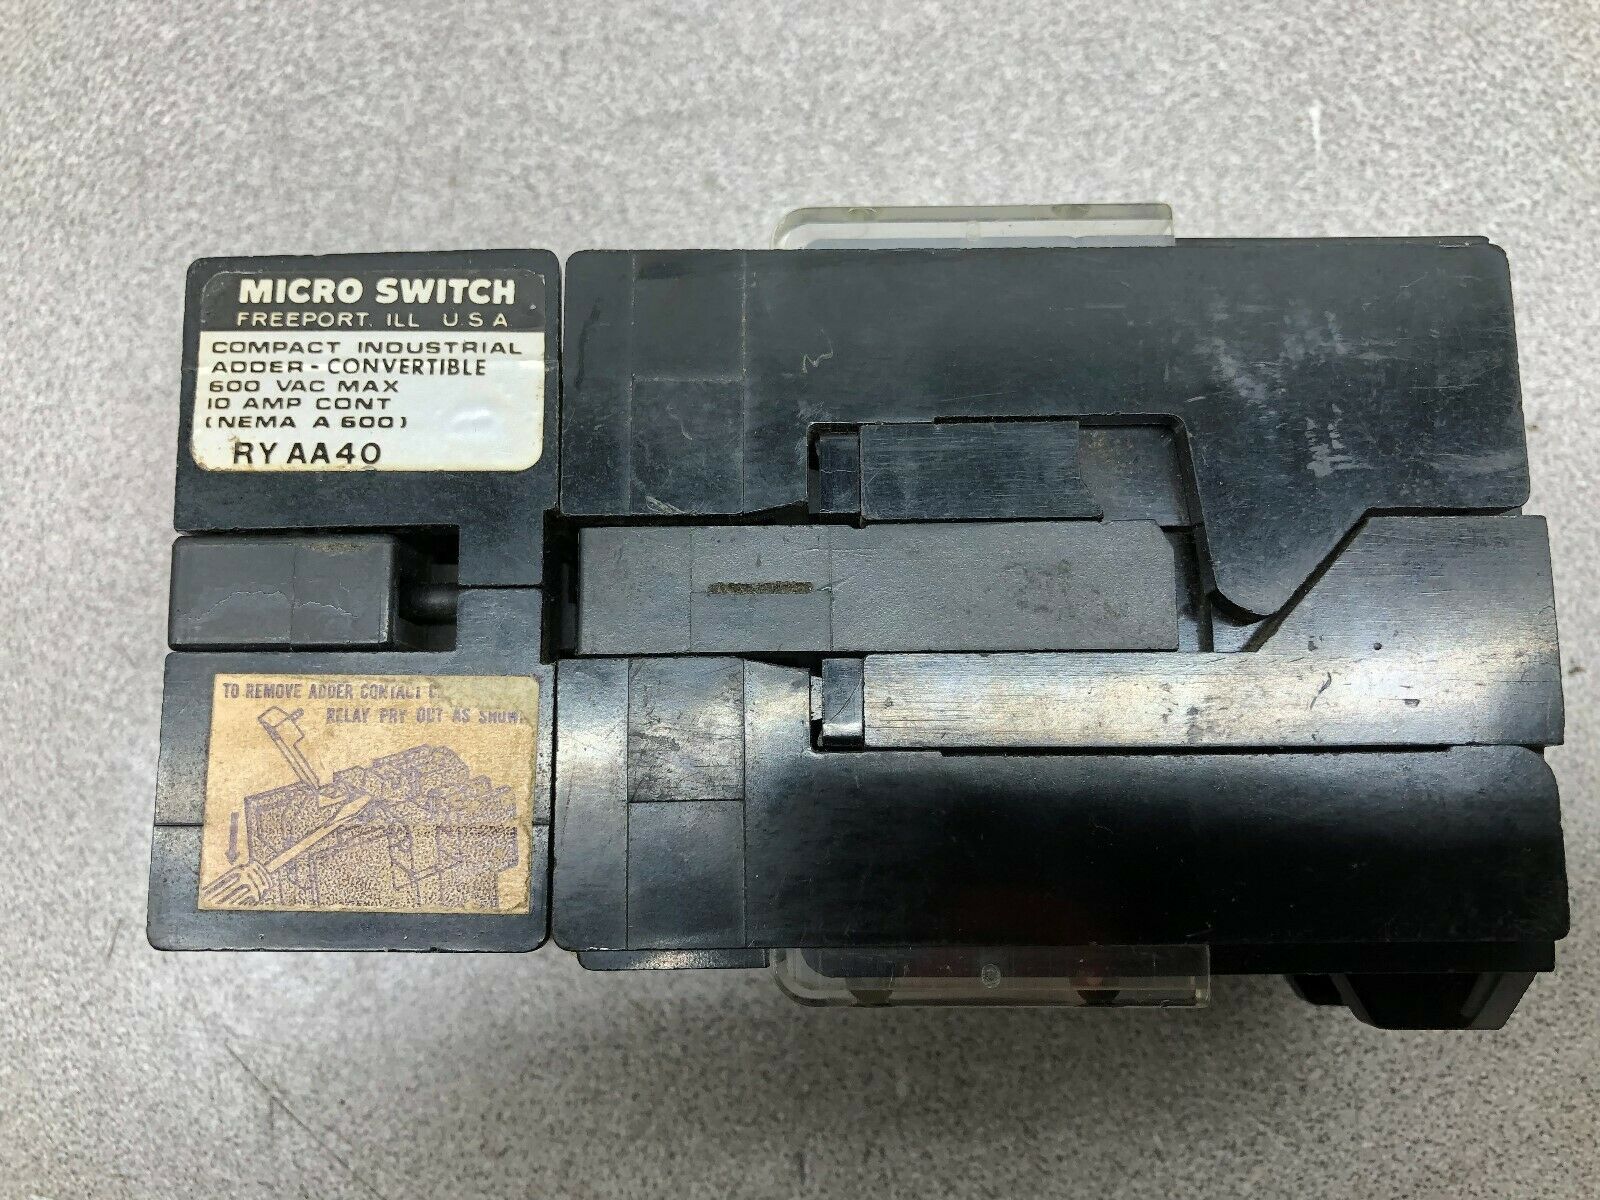 MICRO SWITCH
FREEPORT, ILL U.S A
COMPACT INDUSTRIAL
ADDER - CONVERTIBLE
600 VAC MAX
10 AMP CONT
(NEMA A 600)
RY AA40
TO REMOVE ADDER CONTACT
RELAY PRY OUT AS SHOWN